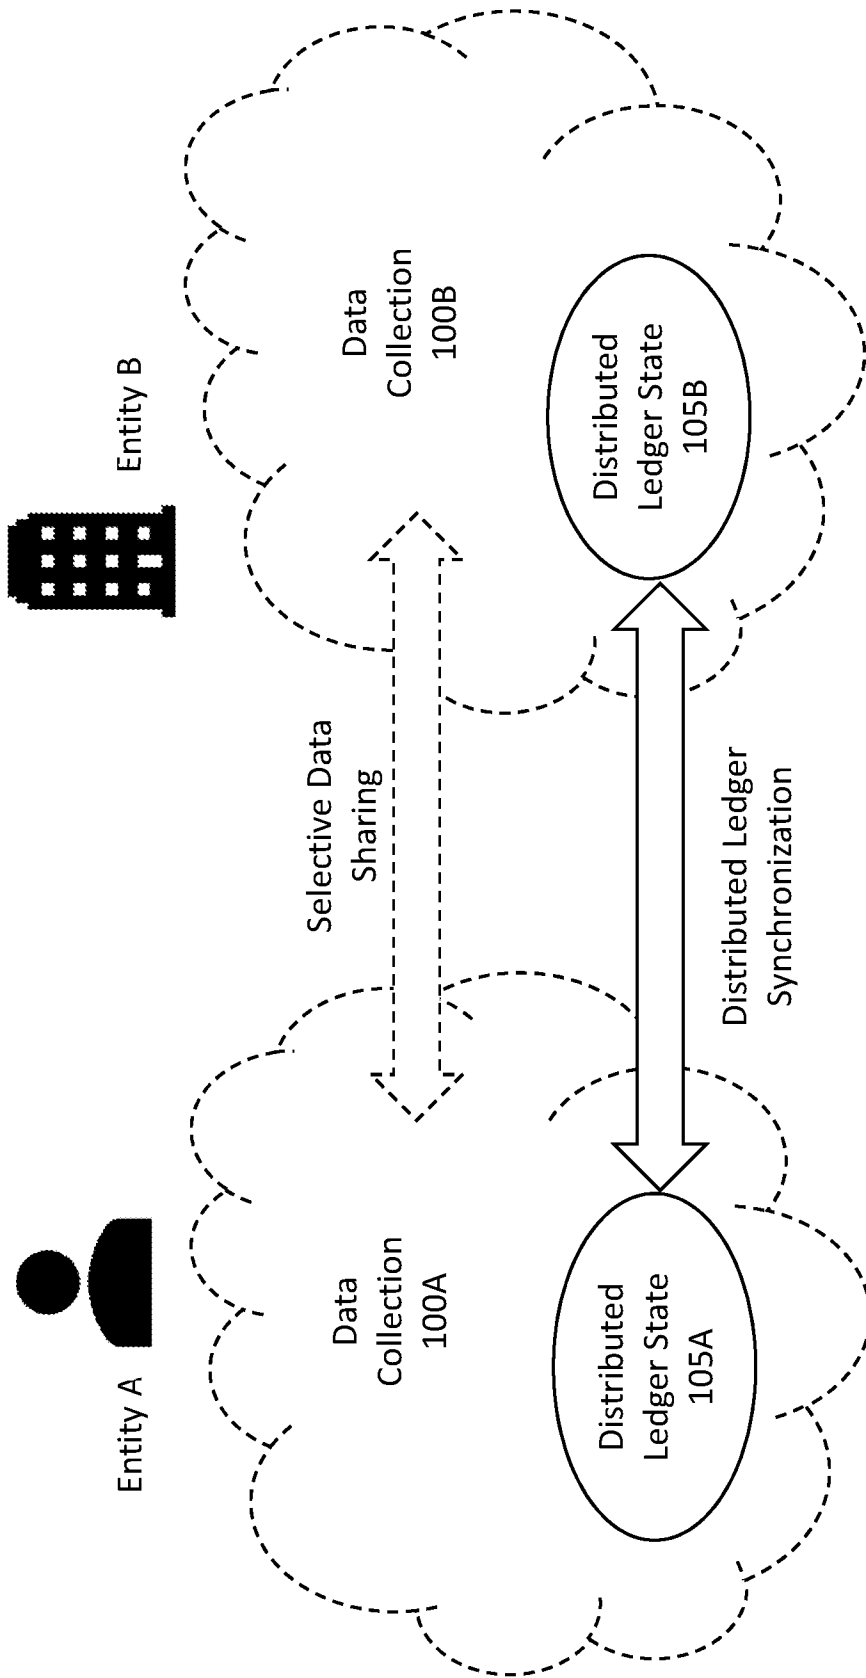 Entity A
Entity B
Data
Collection
100A
Selective Data
Sharing
Data
Collection
100B
Distributed
Ledger State
105A
Distributed Ledger
Synchronization
Distributed
Ledger State
105B